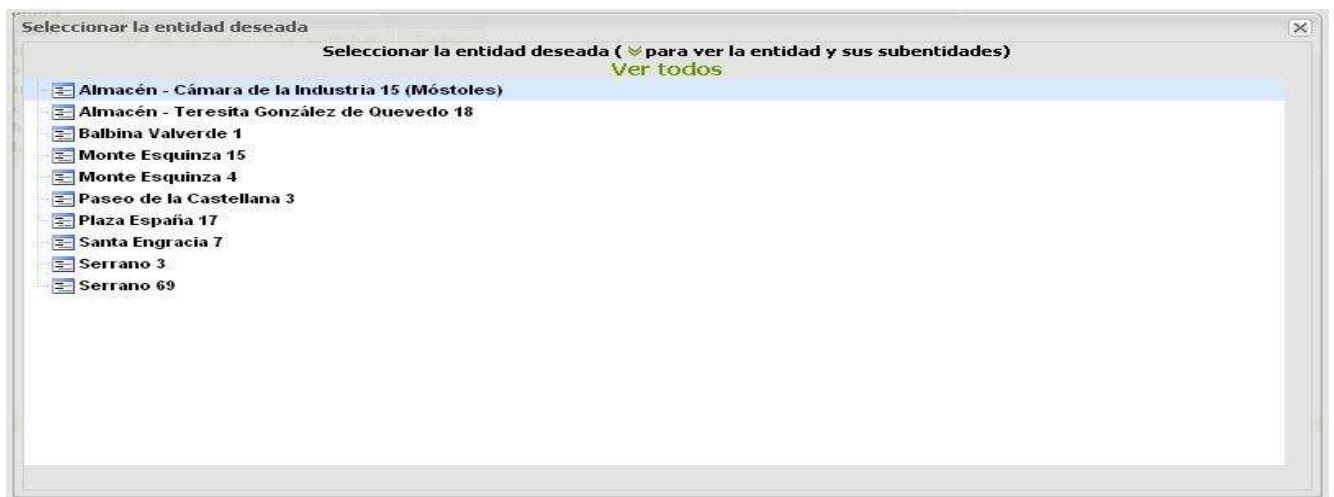 Seleccionar la entidad deseada
Seleccionar la entidad deseada ( para ver la entidad y sus subentidades)
Ver todos
Almacén - Cámara de la Industria 15 (Móstoles)
Almacén - Teresita González de Quevedo 18
Balbina Valverde 1
Monte Esquinza 15
Monte Esquinza 4
Paseo de la Castellana 3
Plaza España 17
Santa Engracia 7
Serrano 3
Serrano 69